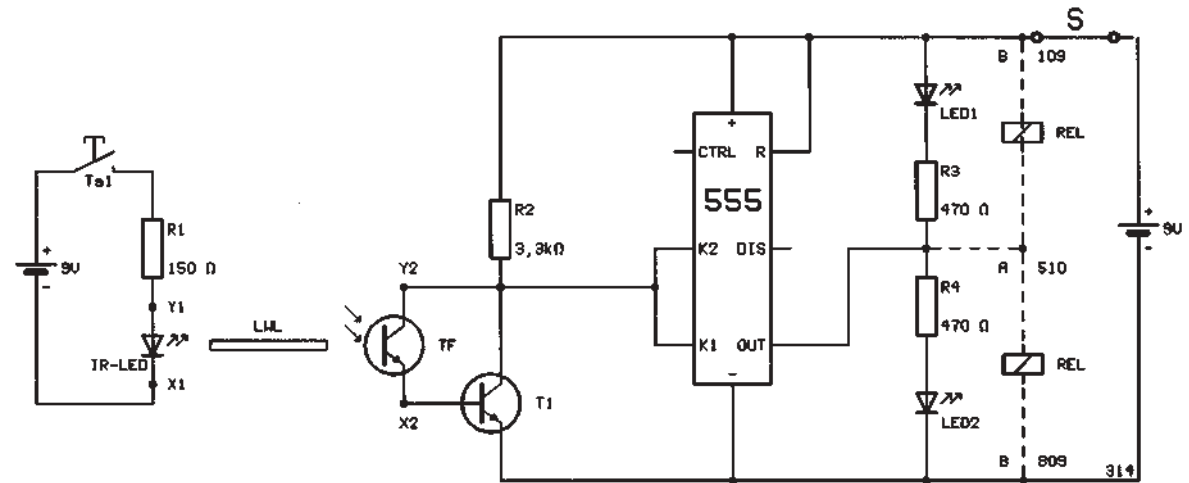 S
B 109
LED1
REL
+
CTRL R
Ta1
555
R3
470 Ω
R1
150 Ω
R2
3,3kΩ
+
9V
-
+
9V
-
K2 DIS
A 510
Y2
R4
470 Ω
Y1
LWL
TF
K1 OUT
REL
IR-LED
-
X1
X2
T1
LED2
B 809
314